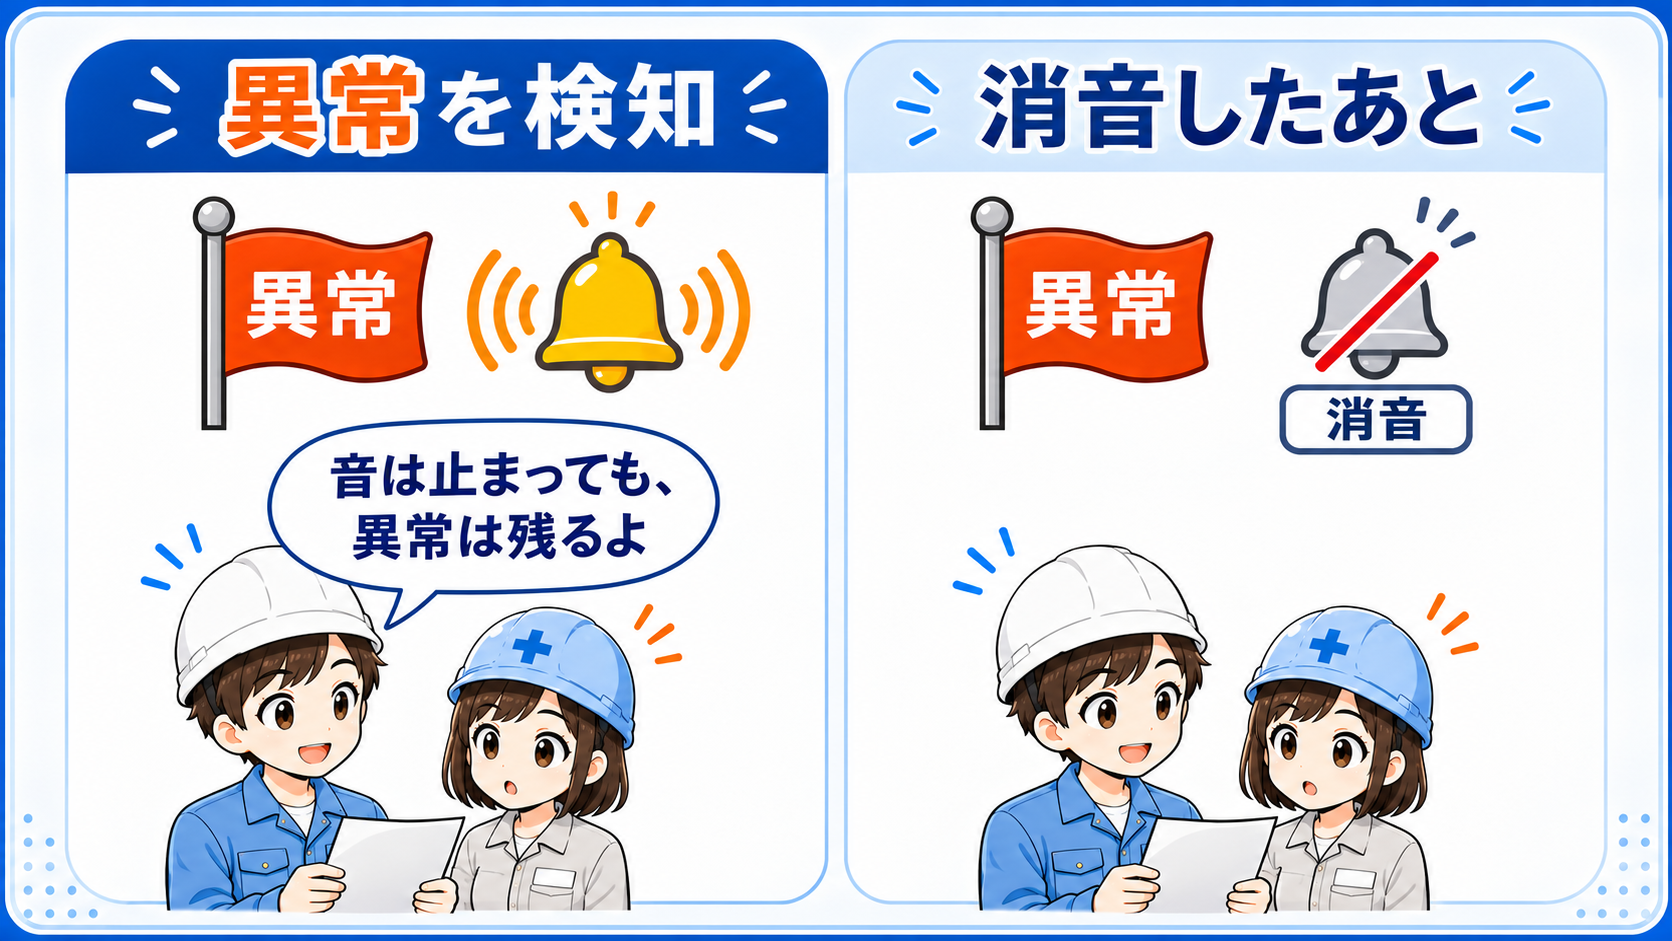 異常を検知
異常
音は止まっても、
異常は残るよ
消音したあと
異常
消音